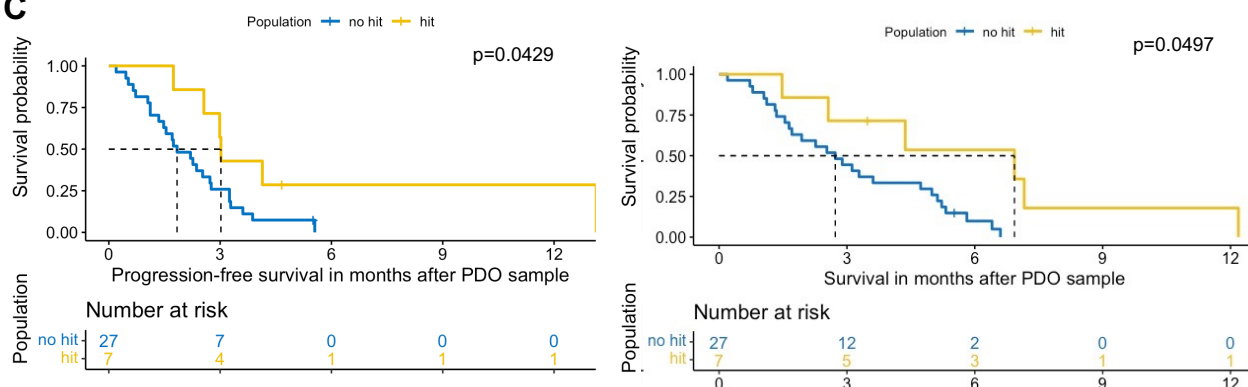 C
Population no hit hit
p=0.0429
Survival probability
1.00
0.75
0.50
0.25
0.00
0 3 6 9 12
Progression-free survival in months after PDO sample
Number at risk
Population
no hit 27 7 0 0 0
hit 7 4 1 1 1
Population no hit hit
p=0.0497
Survival probability
1.00
0.75
0.50
0.25
0.00
0 3 6 9 12
Survival in months after PDO sample
Number at risk
Population
no hit 27 12 2 0 0
hit 7 5 3 1 1
0 3 6 9 12